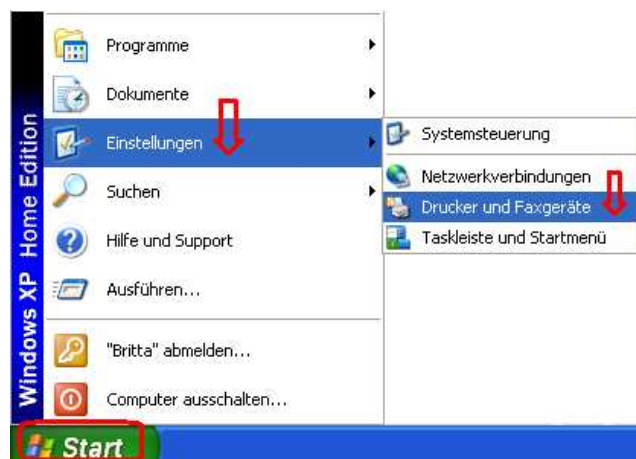 Programme
Dokumente
Einstellungen
Suchen
Hilfe und Support
Ausführen...
"Britta" abmelden...
Computer ausschalten...
Systemsteuerung
Netzwerkverbindungen
Drucker und Faxgeräte
Taskleiste und Startmenü
Windows XP Home Edition
Start